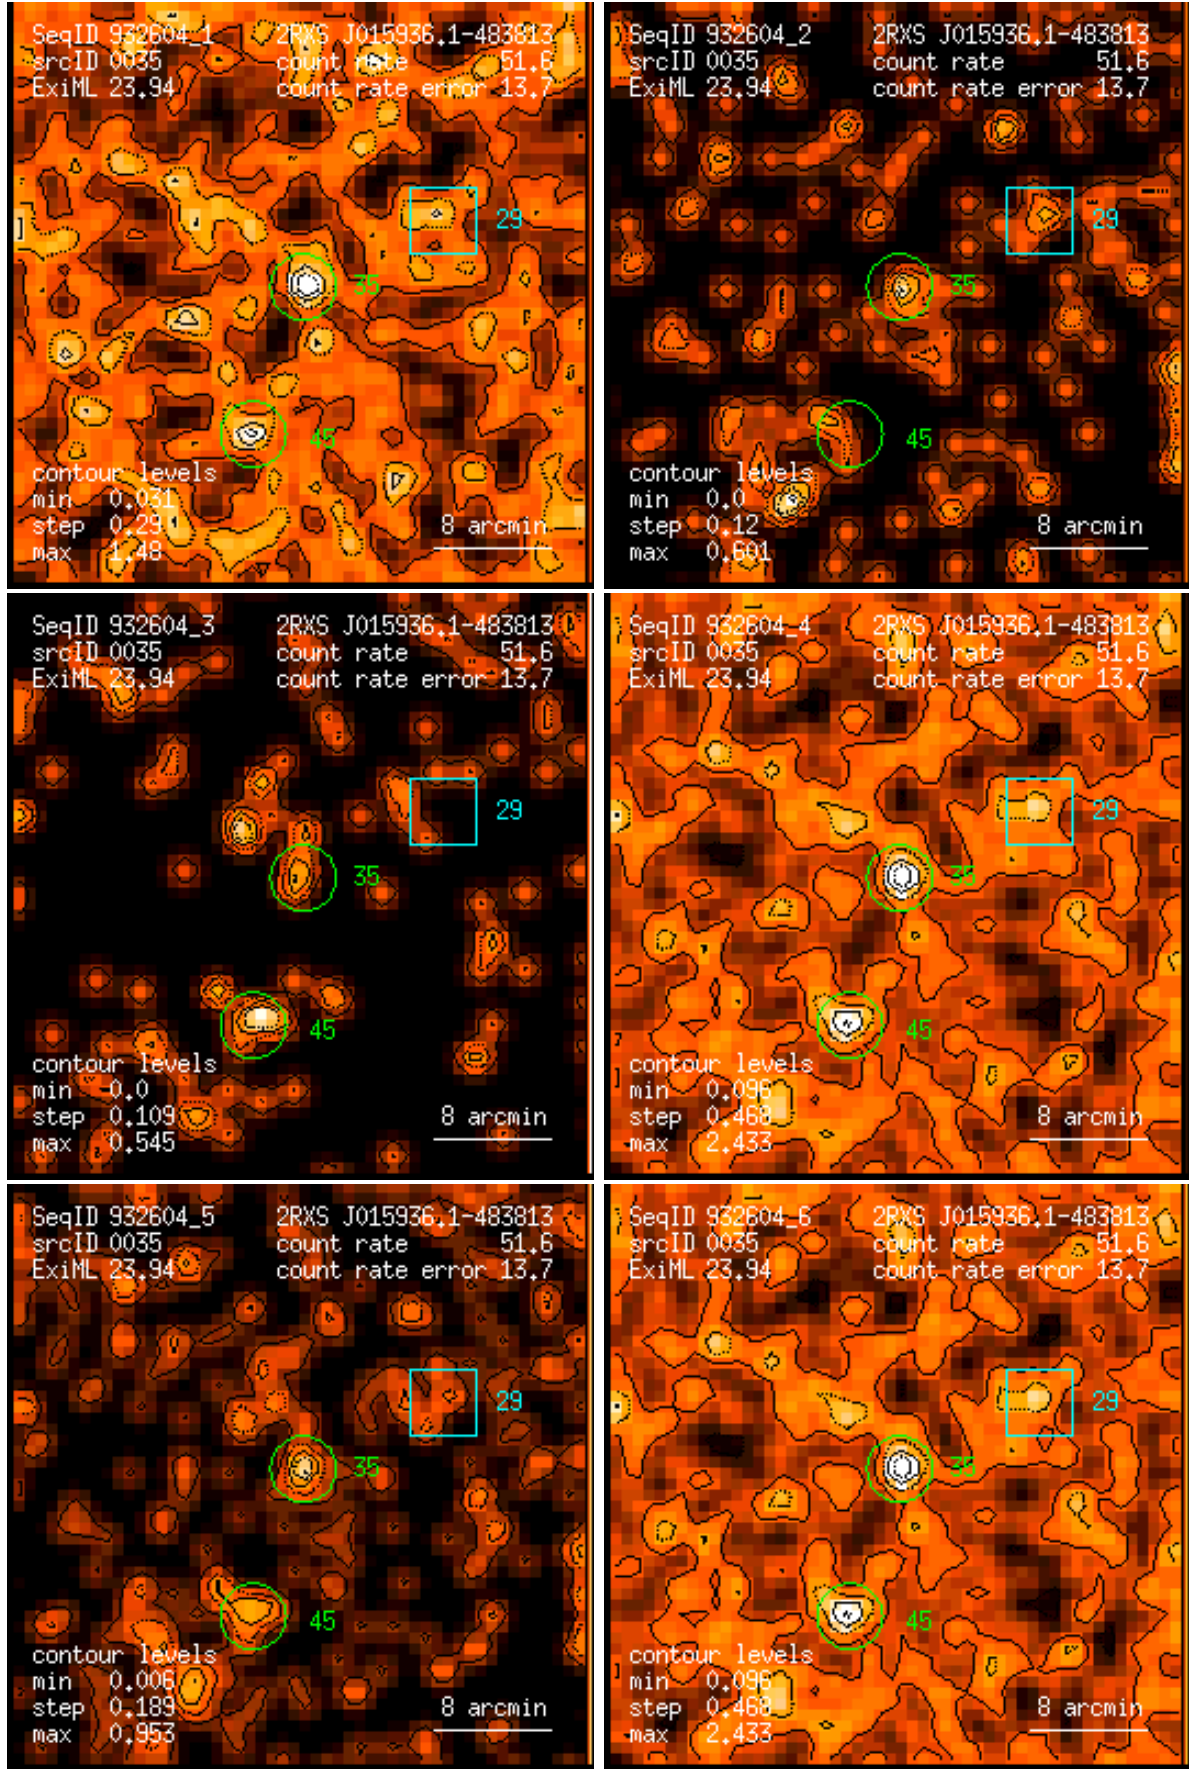 SeqID 932604_1 2RXS J015936.1-483813
srcID 0035 count rate 51.6
ExiML 23.94 count rate error 13.7
29
35
45
contour levels
min 0.031
step 0.29
max 1.48
8 arcmin
SeqID 932604_2 2RXS J015936.1-483813
srcID 0035 count rate 51.6
ExiML 23.94 count rate error 13.7
29
35
45
contour levels
min 0.0
step 0.12
max 0.601
8 arcmin
SeqID 932604_3 2RXS J015936.1-483813
srcID 0035 count rate 51.6
ExiML 23.94 count rate error 13.7
29
35
45
contour levels
min 0.0
step 0.109
max 0.545
8 arcmin
SeqID 932604_4 2RXS J015936.1-483813
srcID 0035 count rate 51.6
ExiML 23.94 count rate error 13.7
29
35
45
contour levels
min 0.096
step 0.468
max 2.433
8 arcmin
SeqID 932604_5 2RXS J015936.1-483813
srcID 0035 count rate 51.6
ExiML 23.94 count rate error 13.7
29
35
45
contour levels
min 0.006
step 0.189
max 0.953
8 arcmin
SeqID 932604_6 2RXS J015936.1-483813
srcID 0035 count rate 51.6
ExiML 23.94 count rate error 13.7
29
35
45
contour levels
min 0.096
step 0.468
max 2.433
8 arcmin